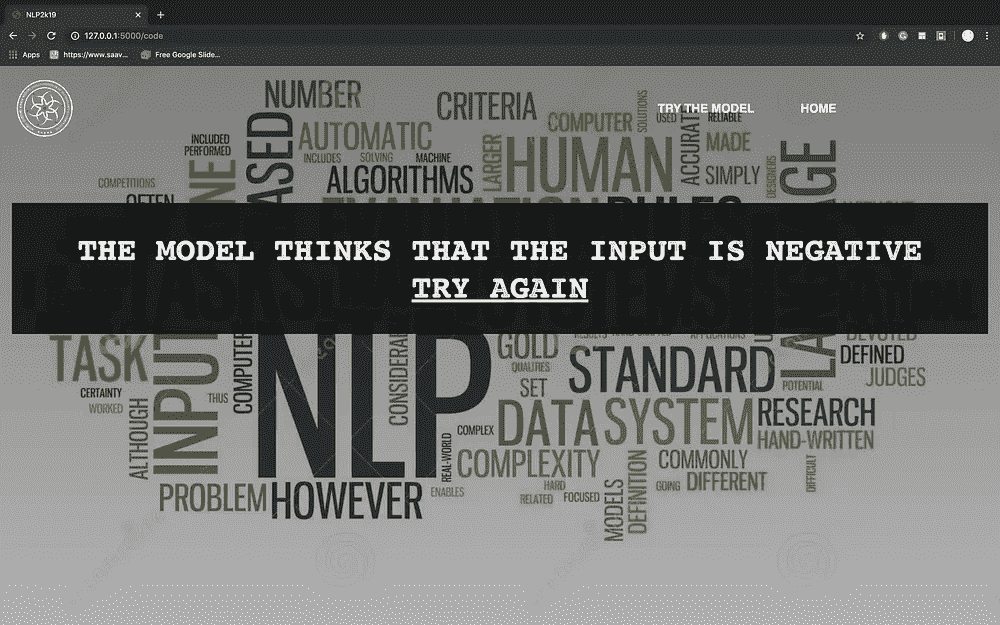 NLP2k19
127.0.0.1:5000/code
Apps https://www.saav... Free Google Slide...
TRY THE MODEL HOME
NUMBER
CRITERIA
SOLUTIONS
USED
RELIABLE
COMPUTER
INCLUDED
PERFORMED
AUTOMATIC
INCLUDES SOLVING MACHINE
LARGER
HUMAN
ACCURATE
MADE
SIMPLY
DESIGNERS
COMPETITIONS
ALGORITHMS
OFTEN
EVALUATION
RULES
THE MODEL THINKS THAT THE INPUT IS NEGATIVE
TRY AGAIN
TASK
INPUT
COMPUTER
NLP
GOLD
QUALITIES
APPLICATIONS
DEVOTED
DEFINED
JUDGES
STANDARD
POTENTIAL
CERTAINTY
WORKED
THUS
SET
ALTHOUGH
DATA
SYSTEM
RESEARCH
HAND-WRITTEN
COMPLEX
REAL-WORLD
COMPLEXITY
COMMONLY
GOING DIFFERENT
DIFFICULT
PROBLEM
HOWEVER
ENABLES
HARD
RELATED FOCUSED
MODELS
DEFINITION